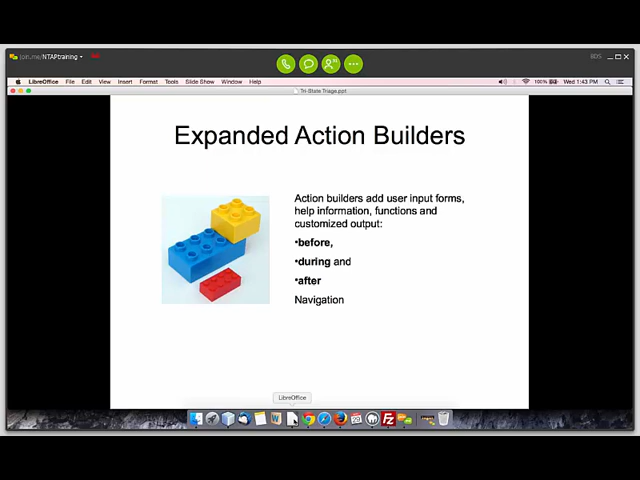 join.me/NTAPtraining
BDS
LibreOffice File Edit View Insert Format Tools Slide Show Window Help
100% Wed 1:43 PM
Tri-State Triage.ppt
Expanded Action Builders
Action builders add user input forms,
help information, functions and
customized output:
•before,
•during and
•after
Navigation
LibreOffice